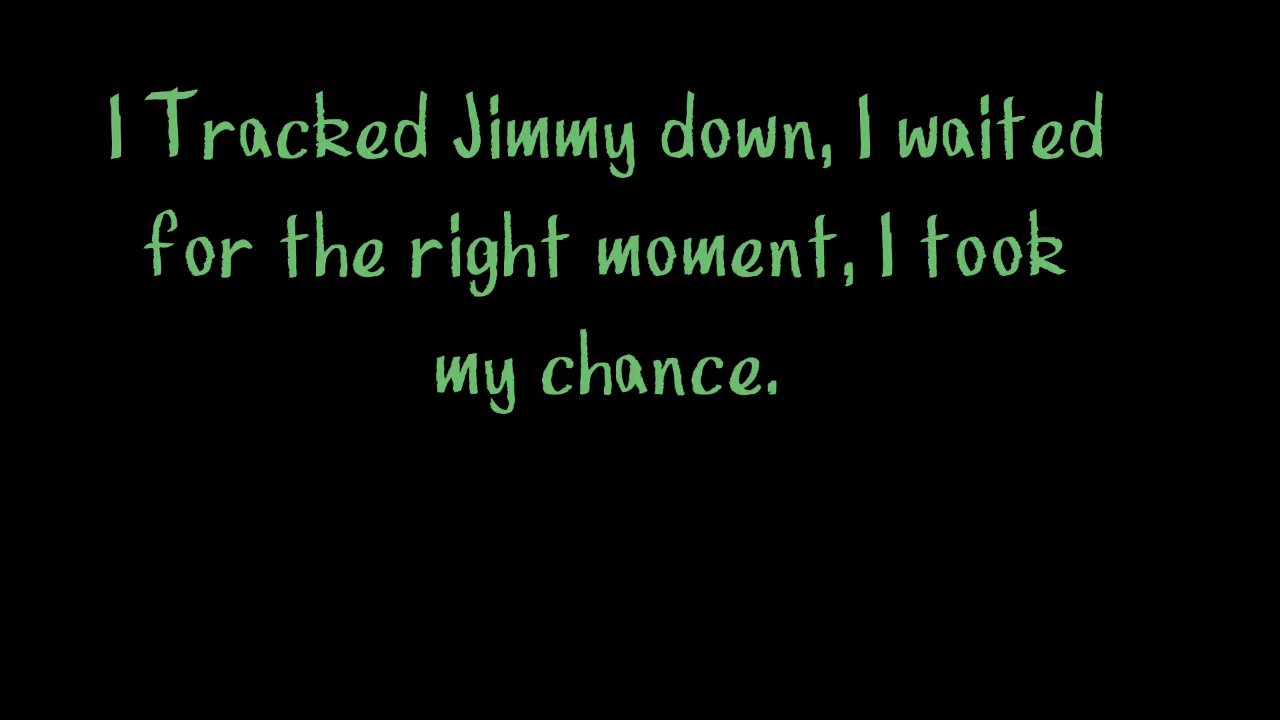 I Tracked Jimmy down, I waited
for the right moment, I took
my chance.